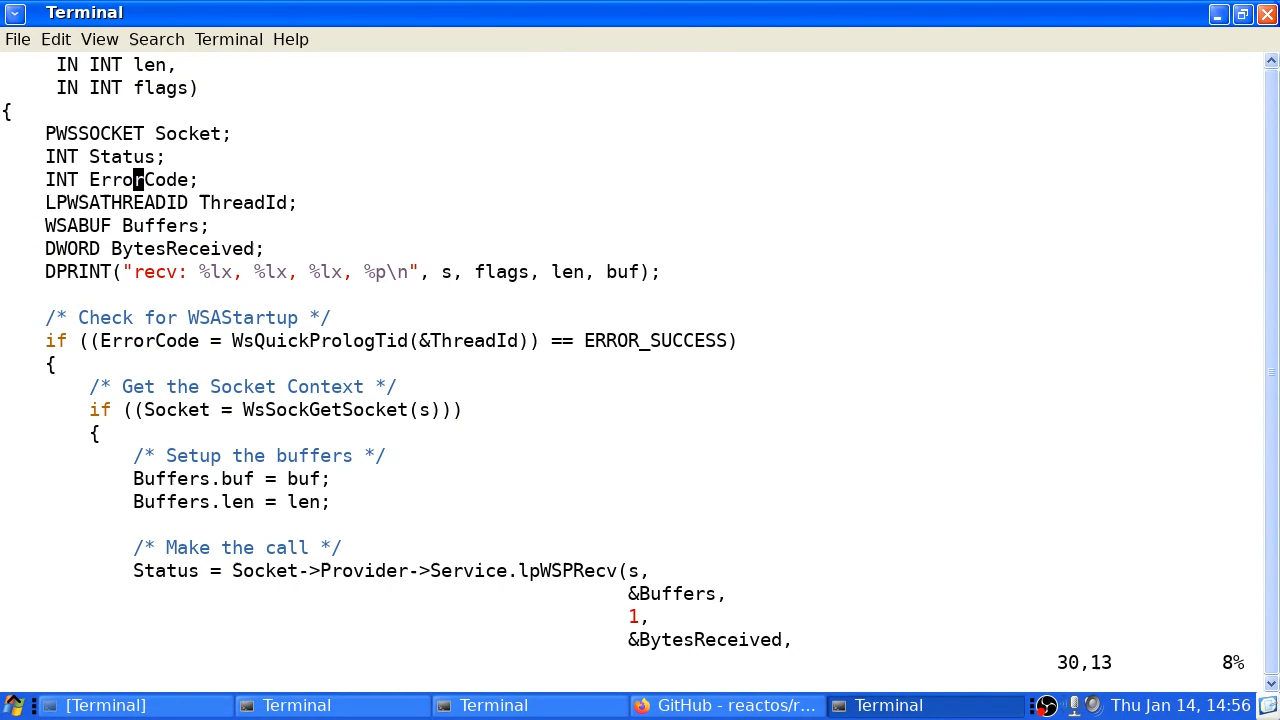 Terminal
File Edit View Search Terminal Help
     IN INT len,
     IN INT flags)
{
    PWSSOCKET Socket;
    INT Status;
    INT ErrorCode;
    LPWSATHREADID ThreadId;
    WSABUF Buffers;
    DWORD BytesReceived;
    DPRINT("recv: %lx, %lx, %lx, %p\n", s, flags, len, buf);
    /* Check for WSAStartup */
    if ((ErrorCode = WsQuickPrologTid(&ThreadId)) == ERROR_SUCCESS)
    {
        /* Get the Socket Context */
        if ((Socket = WsSockGetSocket(s)))
        {
            /* Setup the buffers */
            Buffers.buf = buf;
            Buffers.len = len;
            /* Make the call */
            Status = Socket->Provider->Service.lpWSPRecv(s,
                                                         &Buffers,
                                                         1,
                                                         &BytesReceived,
30,13 8%
[Terminal] Terminal Terminal GitHub - reactos/r... Terminal Thu Jan 14, 14:56